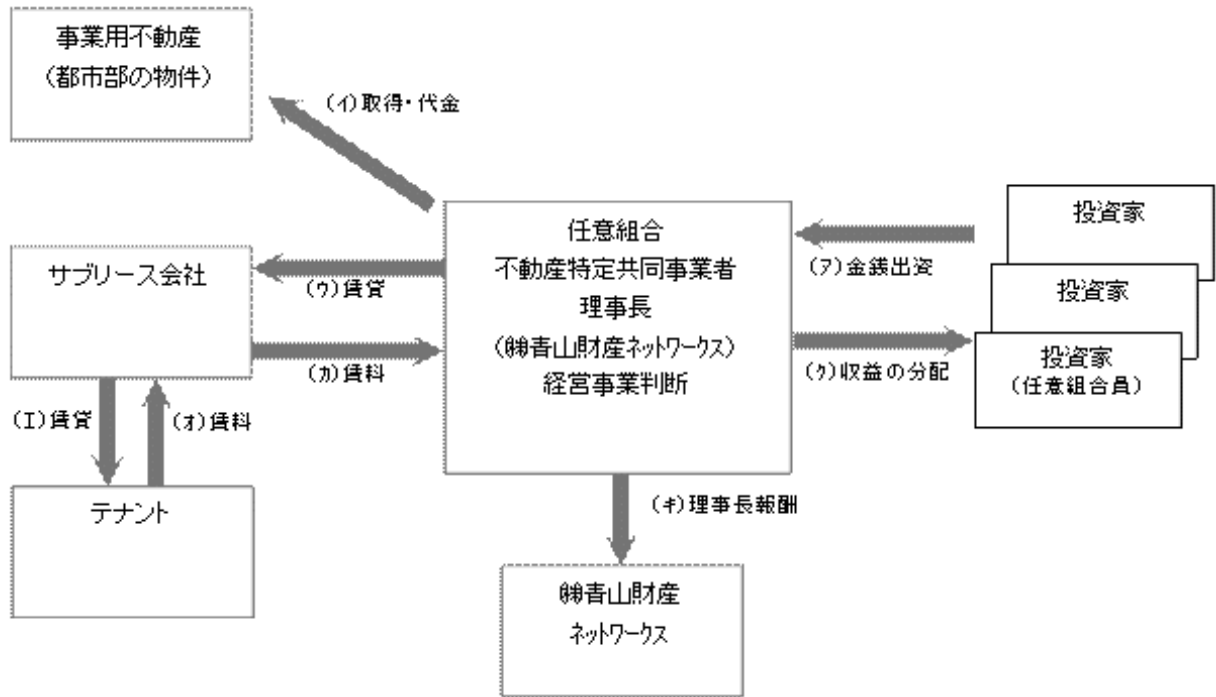 事業用不動産
（都市部の物件）
（イ）取得・代金
任意組合
不動産特定共同事業者
理事長
（㈱青山財産ネットワークス）
経営事業判断
投資家
投資家
投資家
（任意組合員）
（ア）金銭出資
（ク）収益の分配
サブリース会社
（ウ）賃貸
（カ）賃料
（エ）賃貸
（オ）賃料
テナント
（キ）理事長報酬
㈱青山財産
ネットワークス